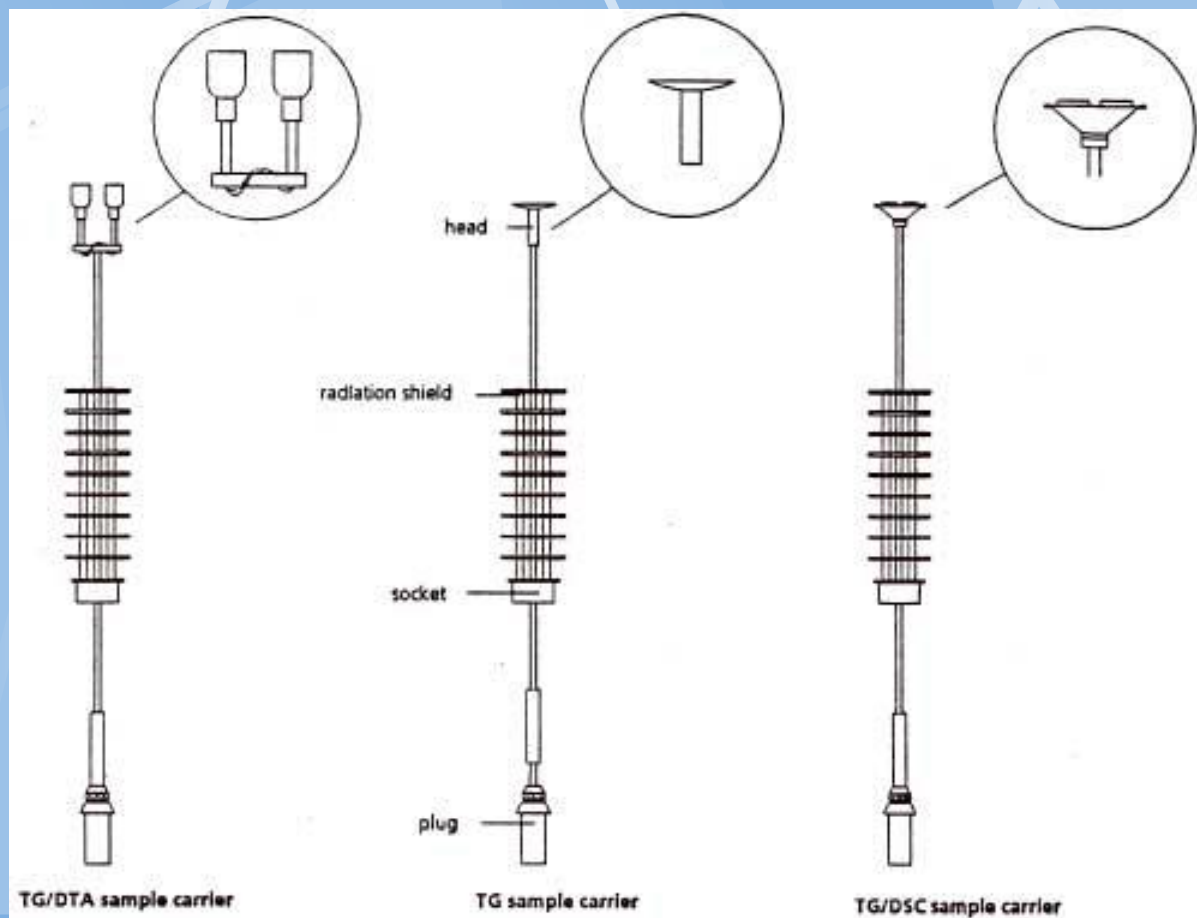 head
radiation shield
socket
plug
TG/DTA sample carrier
TG sample carrier
TG/DSC sample carrier